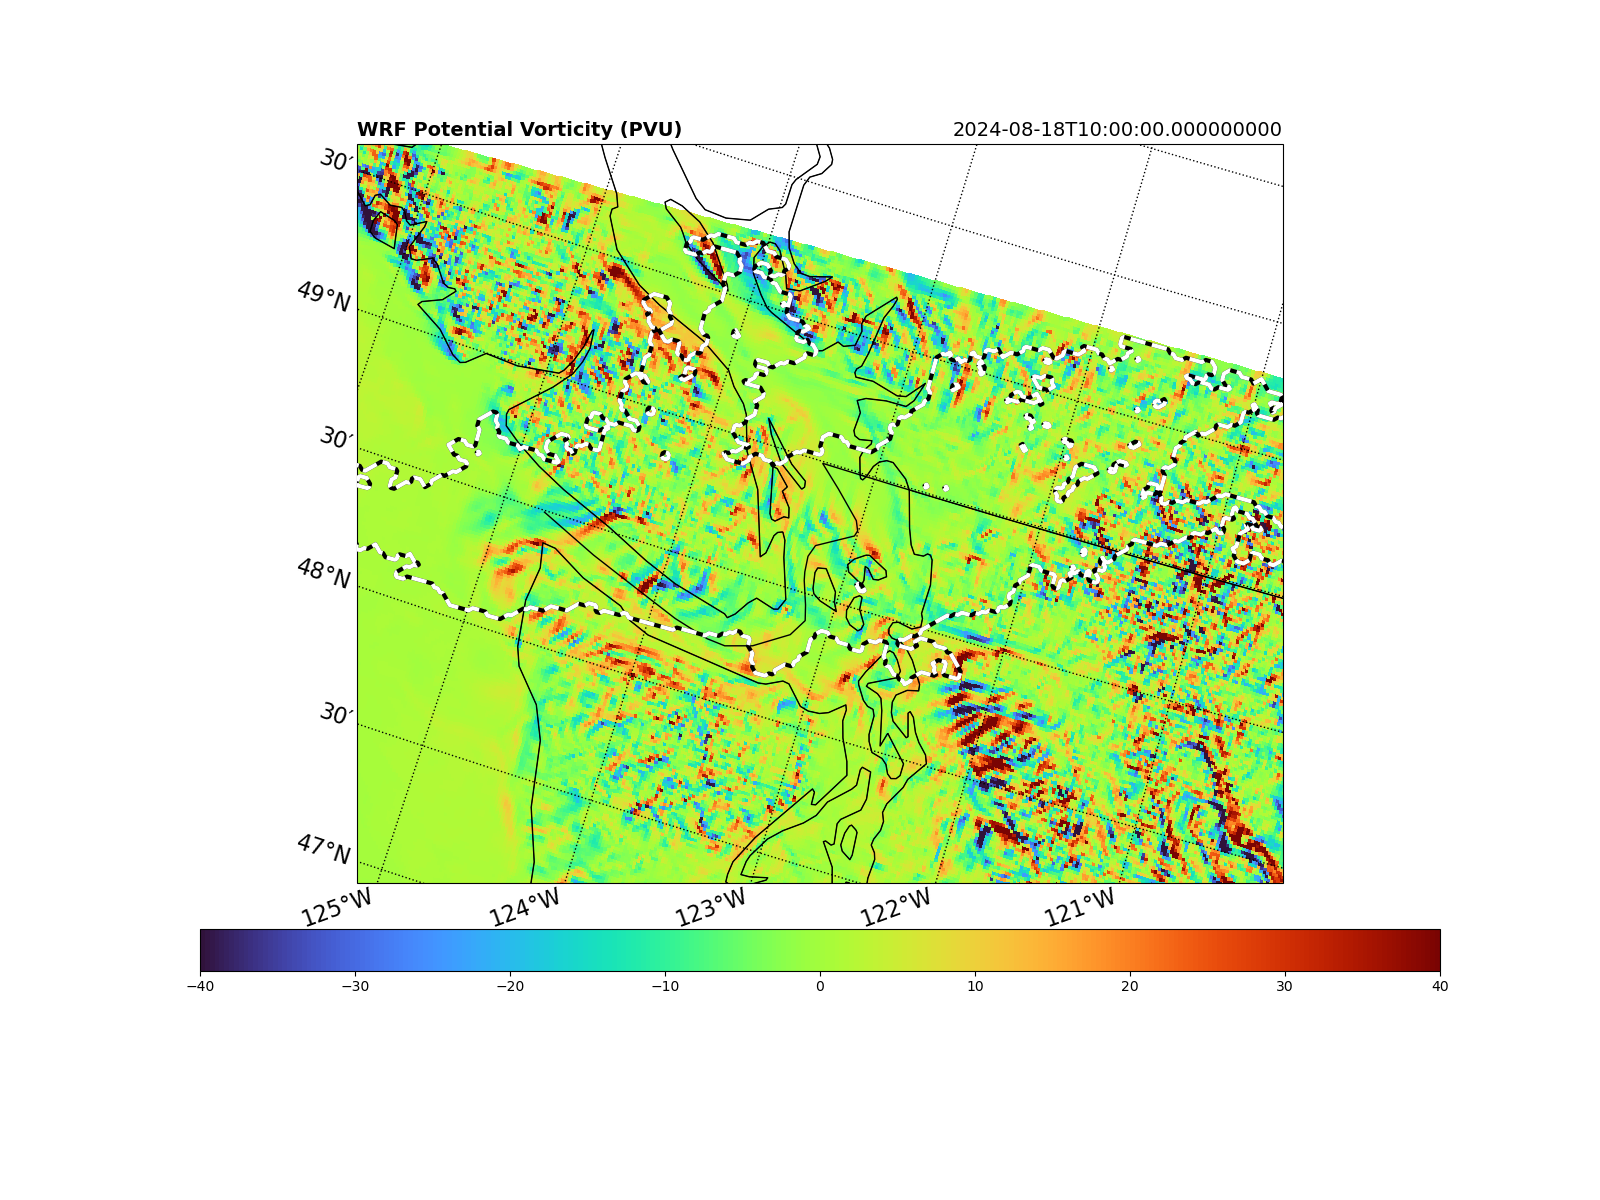 WRF Potential Vorticity (PVU)
2024-08-18T10:00:00.000000000
30′
49°N
30′
48°N
30′
47°N
125°W 124°W 123°W 122°W 121°W
−40 −30 −20 −10 0 10 20 30 40